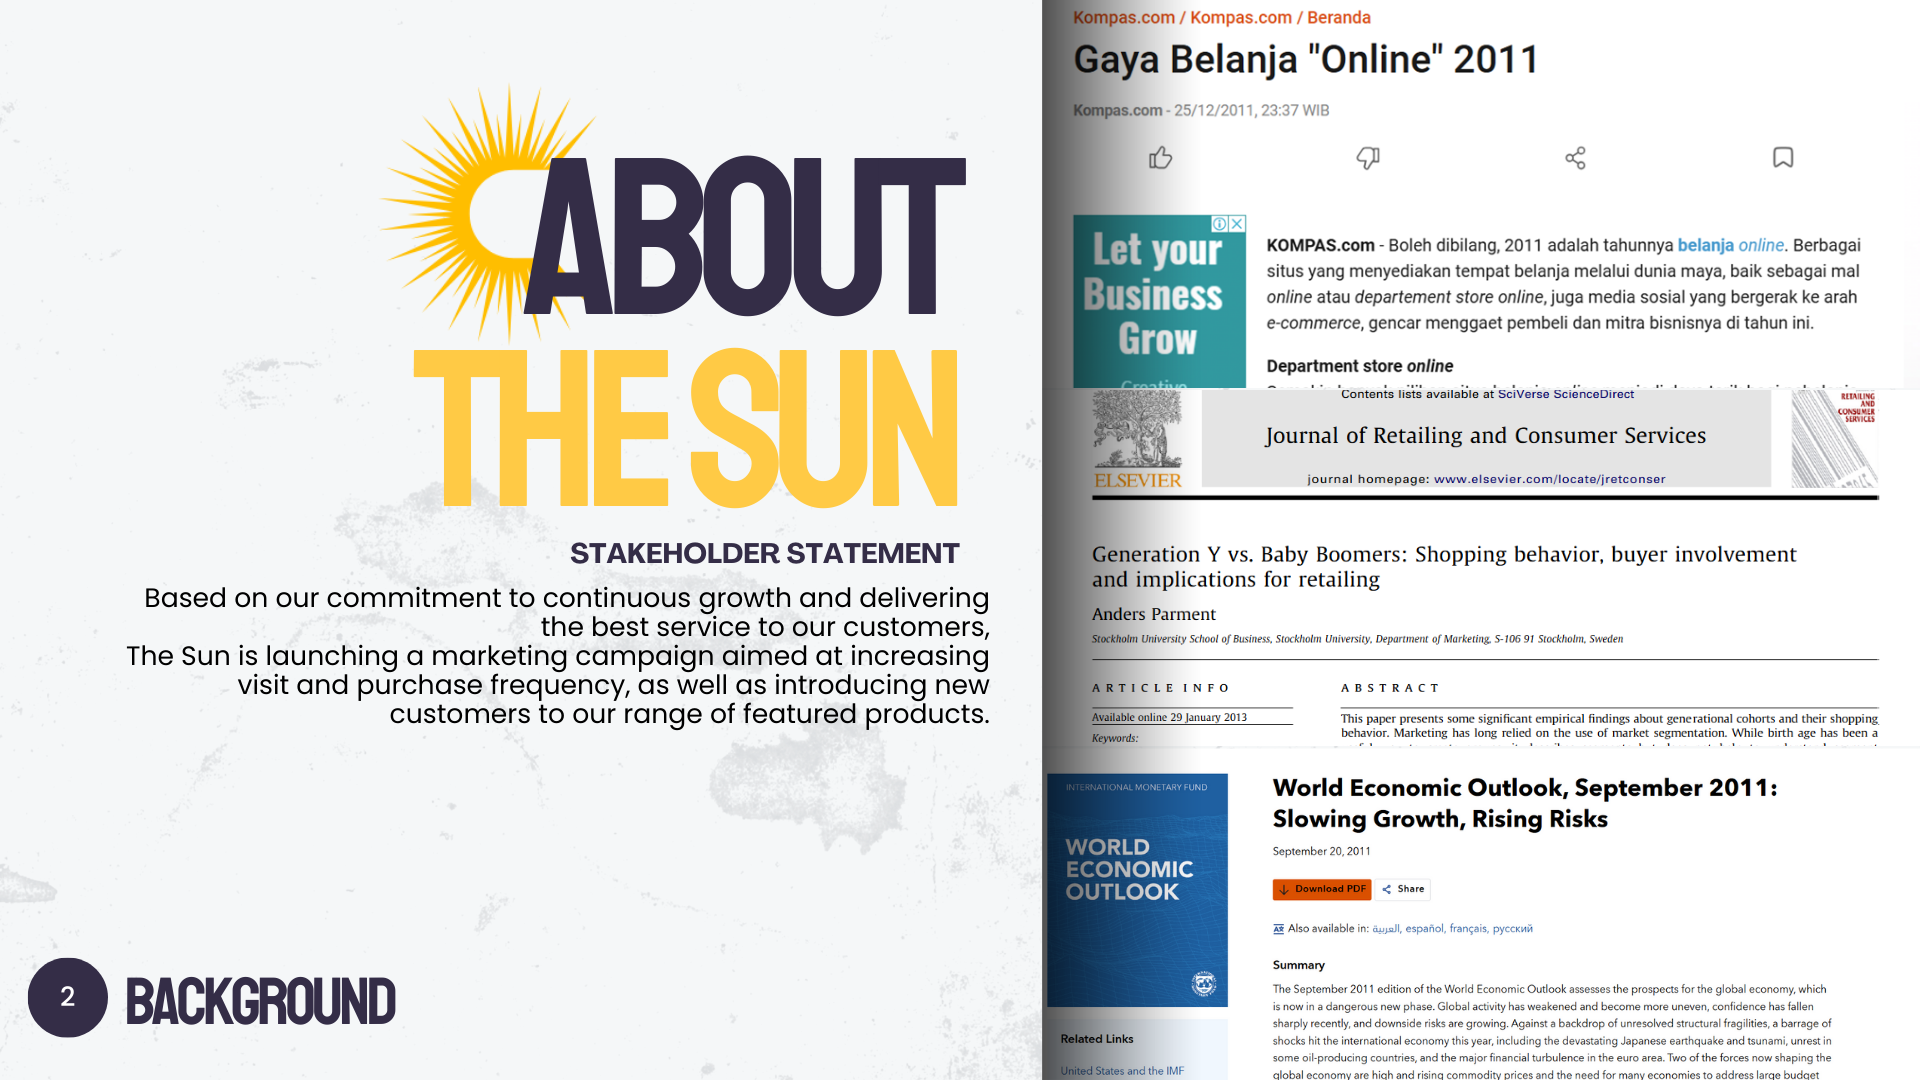 ABOUT
THE SUN
STAKEHOLDER STATEMENT
Based on our commitment to continuous growth and delivering
the best service to our customers,
The Sun is launching a marketing campaign aimed at increasing
visit and purchase frequency, as well as introducing new
customers to our range of featured products.
2
BACKGROUND
Kompas.com / Kompas.com / Beranda
Gaya Belanja "Online" 2011
Kompas.com - 25/12/2011, 23:37 WIB
Let your
Business
Grow
Creative
KOMPAS.com - Boleh dibilang, 2011 adalah tahunnya belanja online. Berbagai
situs yang menyediakan tempat belanja melalui dunia maya, baik sebagai mal
online atau departement store online, juga media sosial yang bergerak ke arah
e-commerce, gencar menggaet pembeli dan mitra bisnisnya di tahun ini.
Department store online
Contents lists available at SciVerse ScienceDirect
Journal of Retailing and Consumer Services
journal homepage: www.elsevier.com/locate/jretconser
ELSEVIER
RETAILING
AND
CONSUMER
SERVICES
Generation Y vs. Baby Boomers: Shopping behavior, buyer involvement
and implications for retailing
Anders Parment
Stockholm University School of Business, Stockholm University, Department of Marketing, S-106 91 Stockholm, Sweden
ARTICLE INFO
Available online 29 January 2013
Keywords:
ABSTRACT
This paper presents some significant empirical findings about generational cohorts and their shopping
behavior. Marketing has long relied on the use of market segmentation. While birth age has been a
INTERNATIONAL MONETARY FUND
WORLD
ECONOMIC
OUTLOOK
Related Links
United States and the IMF
World Economic Outlook, September 2011:
Slowing Growth, Rising Risks
September 20, 2011
Download PDF
Share
Also available in: العربية, español, français, русский
Summary
The September 2011 edition of the World Economic Outlook assesses the prospects for the global economy, which
is now in a dangerous new phase. Global activity has weakened and become more uneven, confidence has fallen
sharply recently, and downside risks are growing. Against a backdrop of unresolved structural fragilities, a barrage of
shocks hit the international economy this year, including the devastating Japanese earthquake and tsunami, unrest in
some oil-producing countries, and the major financial turbulence in the euro area. Two of the forces now shaping the
global economy are high and rising commodity prices and the need for many economies to address large budget